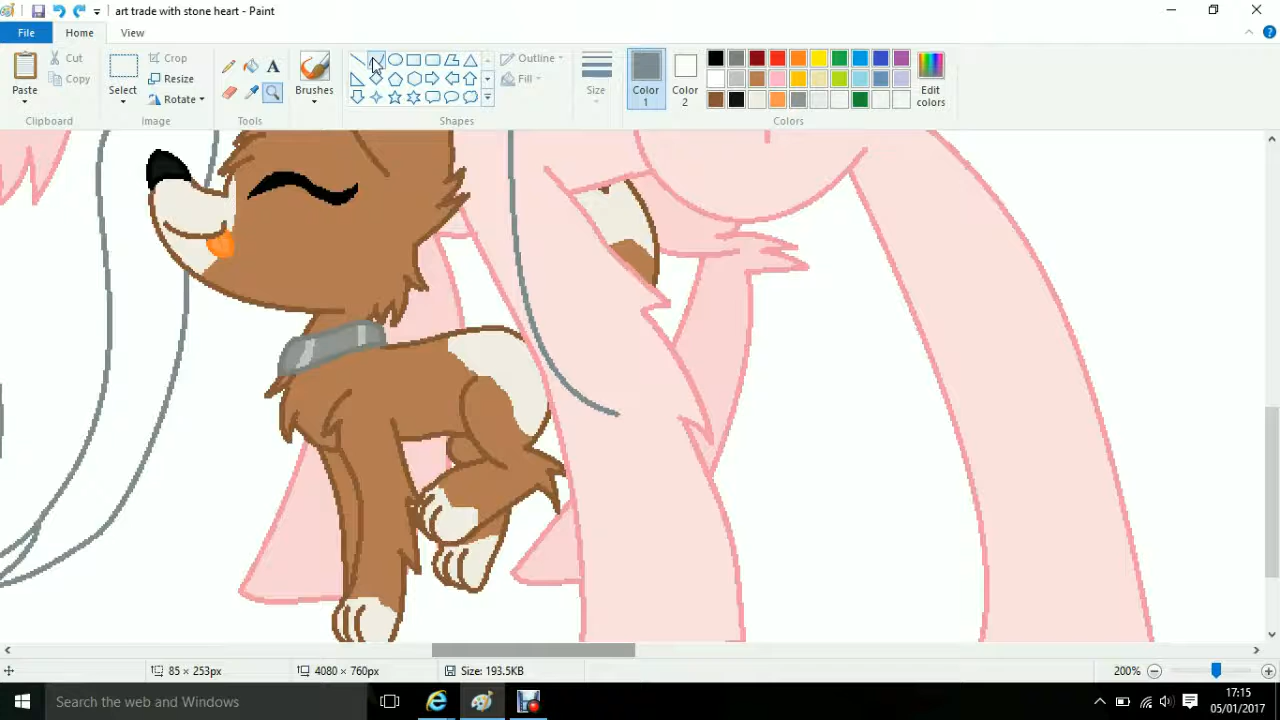 art trade with stone heart - Paint
File
Home
View
Paste
Cut
Copy
Clipboard
Select
Crop
Resize
Rotate
Image
A
Tools
Brushes
Shapes
Outline
Fill
Size
Color 1
Color 2
Edit colors
Colors
85 × 253px
4080 × 760px
Size: 193.5KB
200%
Search the web and Windows
17:15
05/01/2017